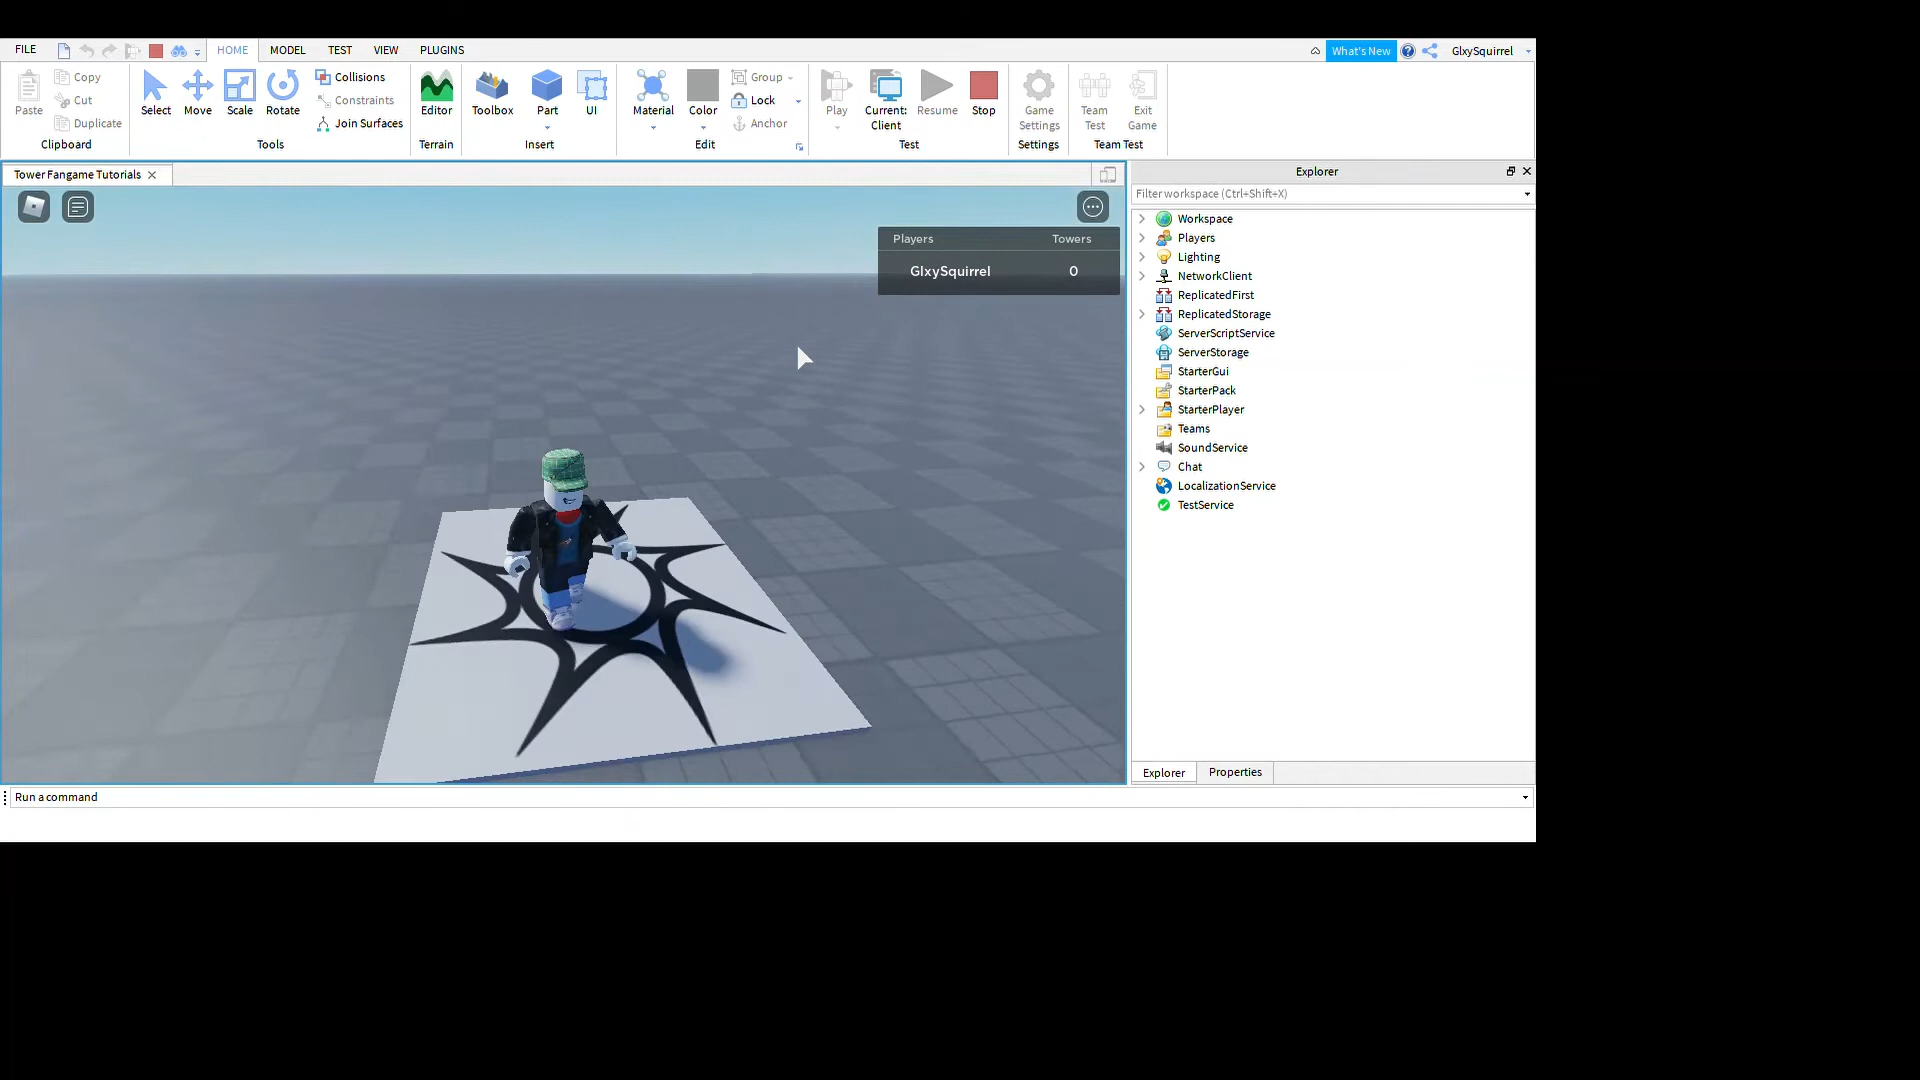 FILE HOME MODEL TEST VIEW PLUGINS What's New GlxySquirrel
Paste Copy Cut Duplicate
Clipboard
Select Move Scale Rotate Collisions Constraints Join Surfaces
Tools
Editor
Terrain
Toolbox Part UI
Insert
Material Color Group Lock Anchor
Edit
Play Current: Client Resume Stop
Test
Game Settings
Settings
Team Test Exit Game
Team Test
Tower Fangame Tutorials
Players Towers
GlxySquirrel 0
Explorer
Filter workspace (Ctrl+Shift+X)
Workspace
Players
Lighting
NetworkClient
ReplicatedFirst
ReplicatedStorage
ServerScriptService
ServerStorage
StarterGui
StarterPack
StarterPlayer
Teams
SoundService
Chat
LocalizationService
TestService
Explorer Properties
Run a command